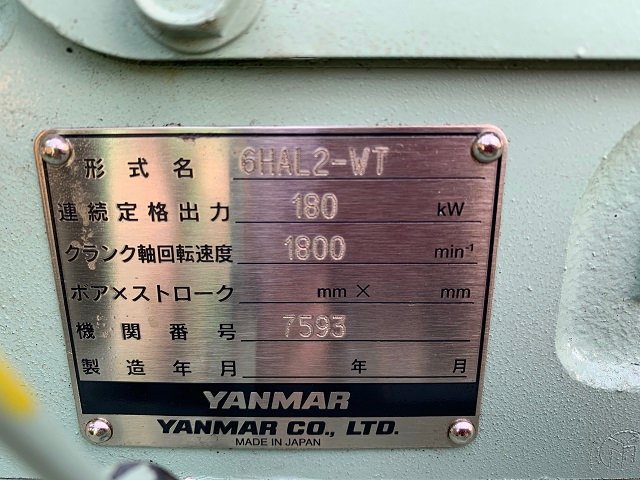 形式名 6HAL2-WT
連続定格出力 180 kW
クランク軸回転速度 1800 min⁻¹
ボア×ストローク mm × mm
機関番号 7593
製造年月 年 月
YANMAR
YANMAR CO., LTD.
MADE IN JAPAN